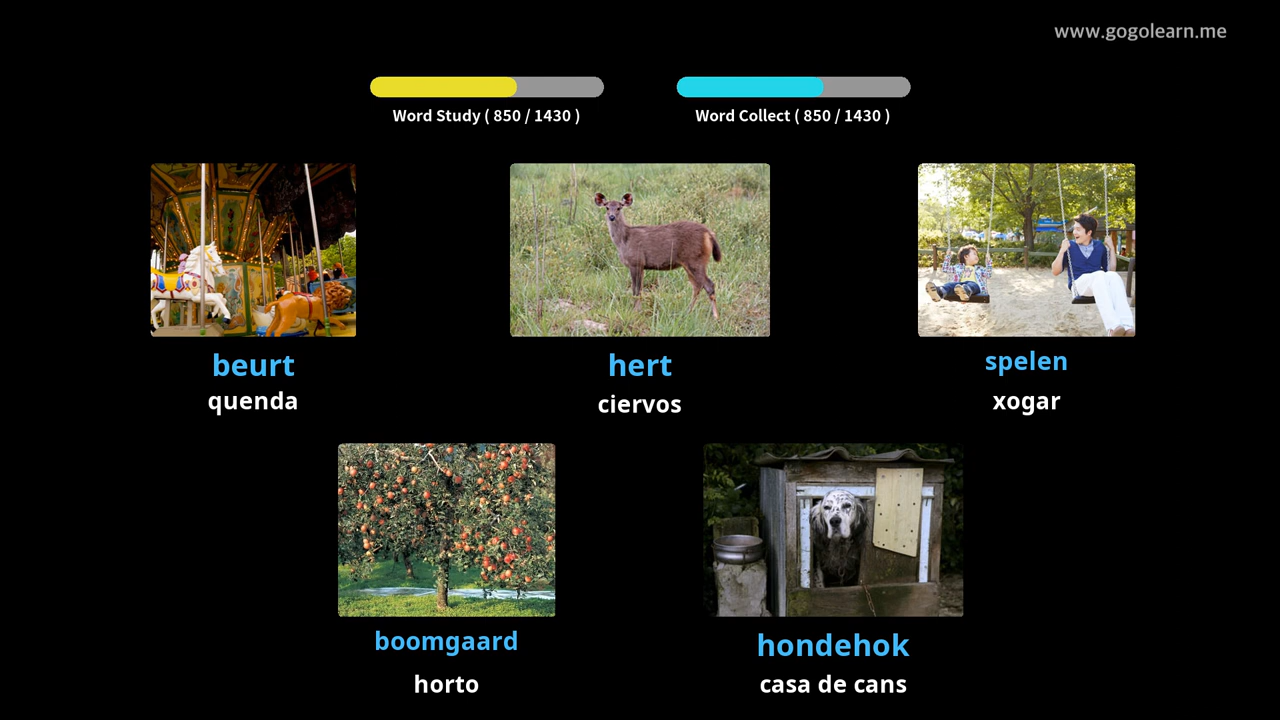 www.gogolearn.me
Word Study ( 850 / 1430 )
Word Collect ( 850 / 1430 )
beurt
quenda
hert
ciervos
spelen
xogar
boomgaard
horto
hondehok
casa de cans